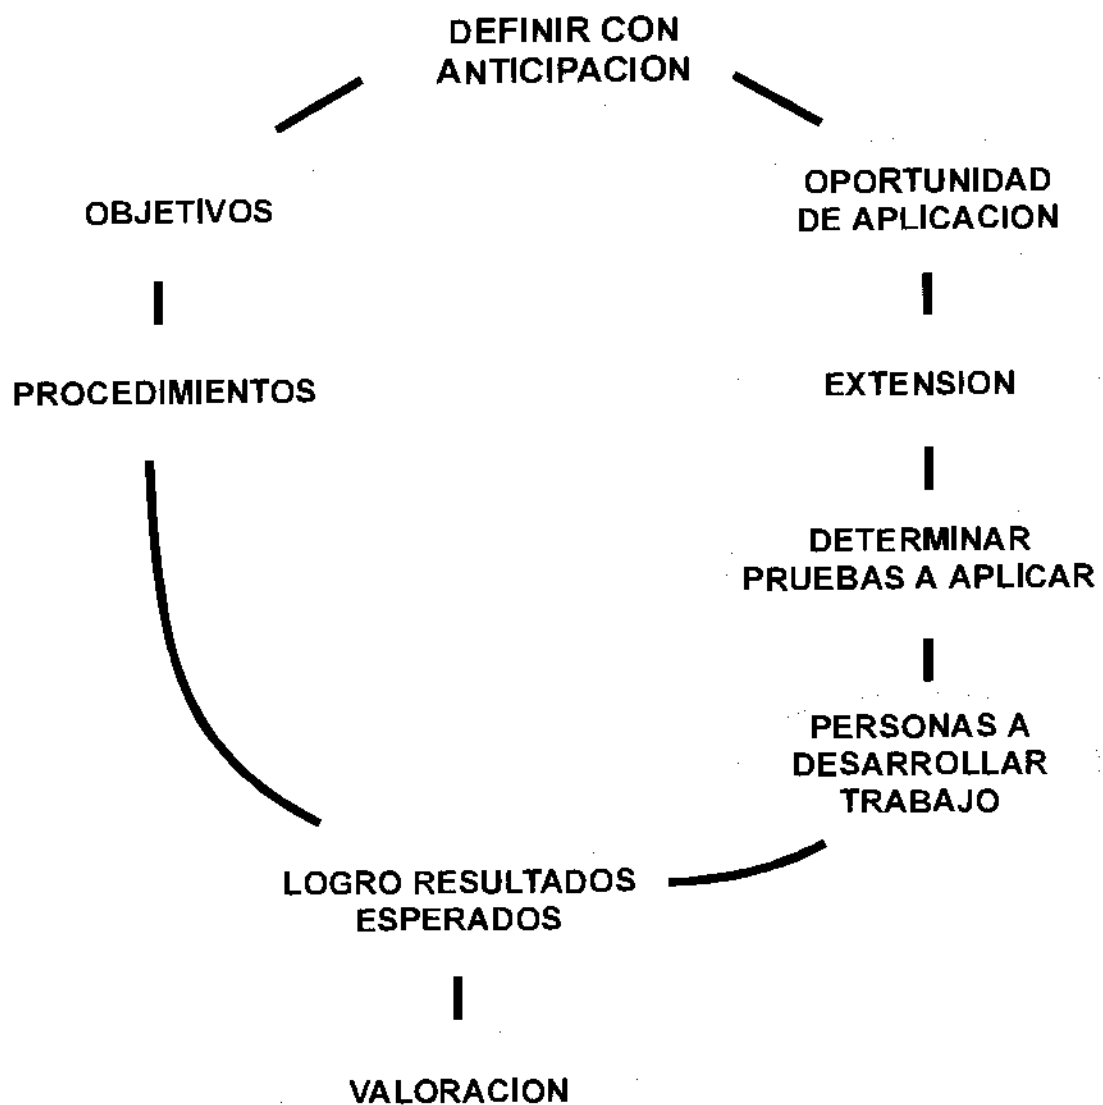 DEFINIR CON
ANTICIPACION
OBJETIVOS
OPORTUNIDAD
DE APLICACION
PROCEDIMIENTOS
EXTENSION
DETERMINAR
PRUEBAS A APLICAR
PERSONAS A
DESARROLLAR
TRABAJO
LOGRO RESULTADOS
ESPERADOS
VALORACION